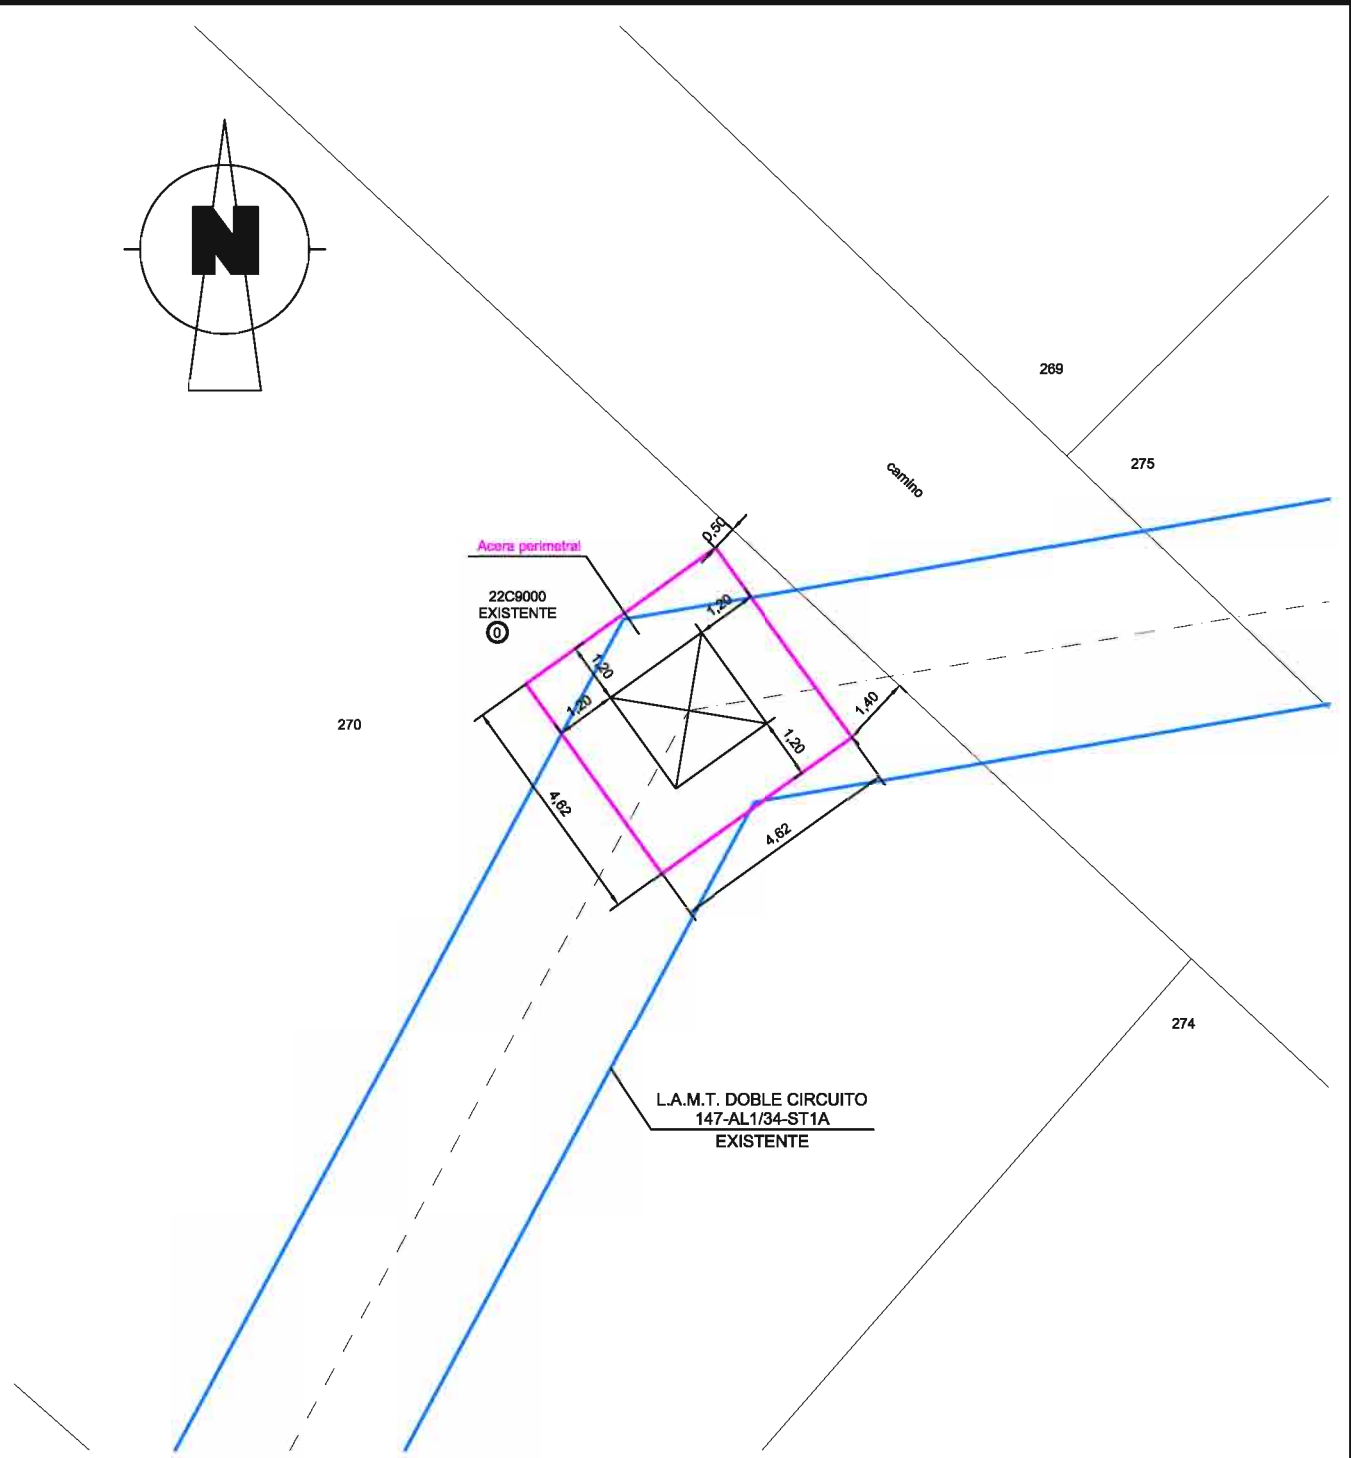 N
269
275
camino
0,50
Acera perimetral
22C9000
EXISTENTE
0
1,20
1,20
1,20
1,40
270
1,20
4,62
4,62
274
L.A.M.T. DOBLE CIRCUITO
147-AL1/34-ST1A
EXISTENTE